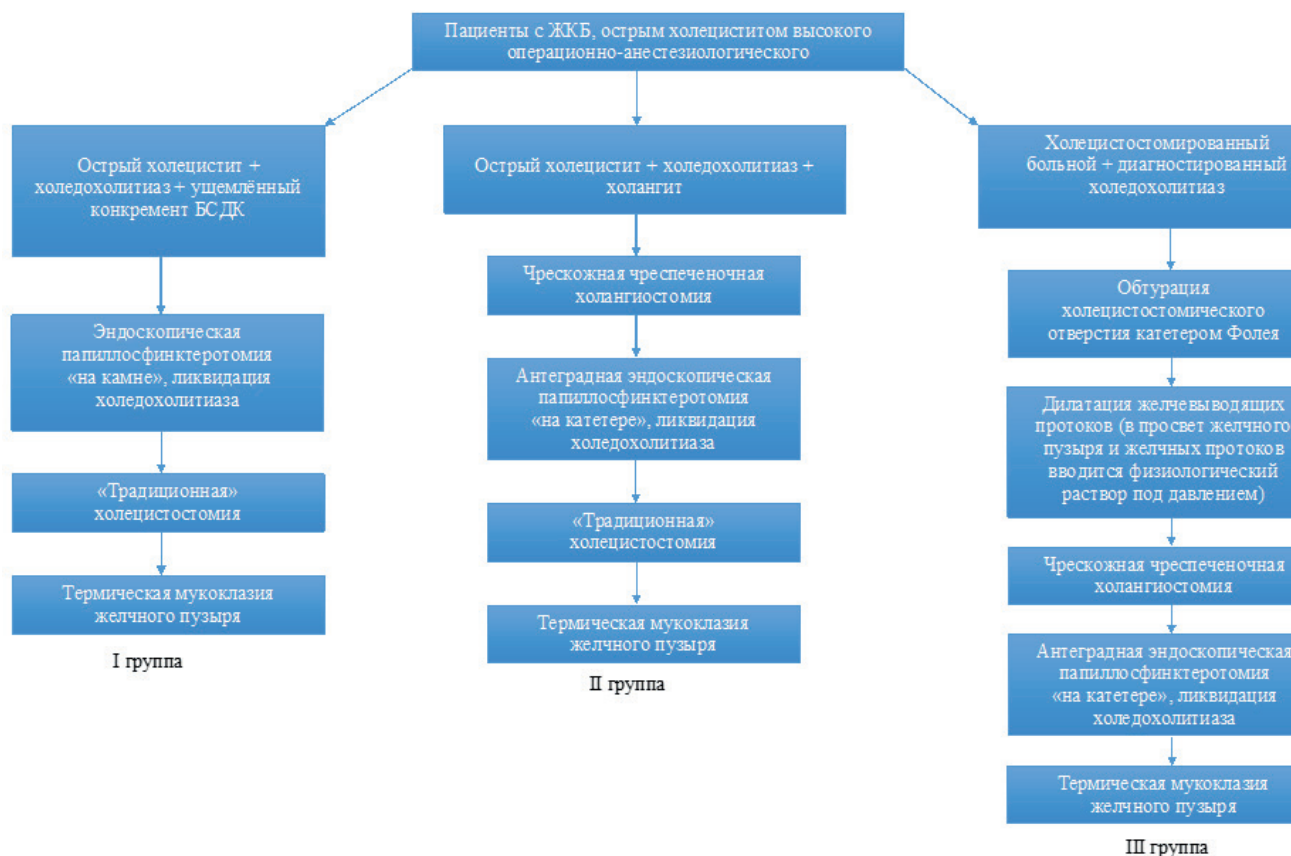 Пациенты с ЖКБ, острым холециститом высокого
операционно-анестезиологического
Острый холецистит +
холедохолитиаз + ущемлённый
конкремент БСДК
Эндоскопическая
папиллосфинктеротомия
«на камне», ликвидация
холедохолитиаза
«Традиционная»
холецистостомия
Термическая мукоклазия
желчного пузыря
I группа
Острый холецистит + холедохолитиаз +
холангит
Чрескожная чреспеченочная
холангиостомия
Антеградная эндоскопическая
папиллосфинктеротомия
«на катетере», ликвидация
холедохолитиаза
«Традиционная»
холецистостомия
Термическая мукоклазия
желчного пузыря
II группа
Холецистостомированный
больной + диагностированный
холедохолитиаз
Обтурация
холецистостомического
отверстия катетером Фолея
Дилатация желчевыводящих
протоков (в просвет желчного
пузыря и желчных протоков
вводится физиологический
раствор под давлением)
Чрескожная чреспеченочная
холангиостомия
Антеградная эндоскопическая
папиллосфинктеротомия
«на катетере», ликвидация
холедохолитиаза
Термическая мукоклазия
желчного пузыря
III группа